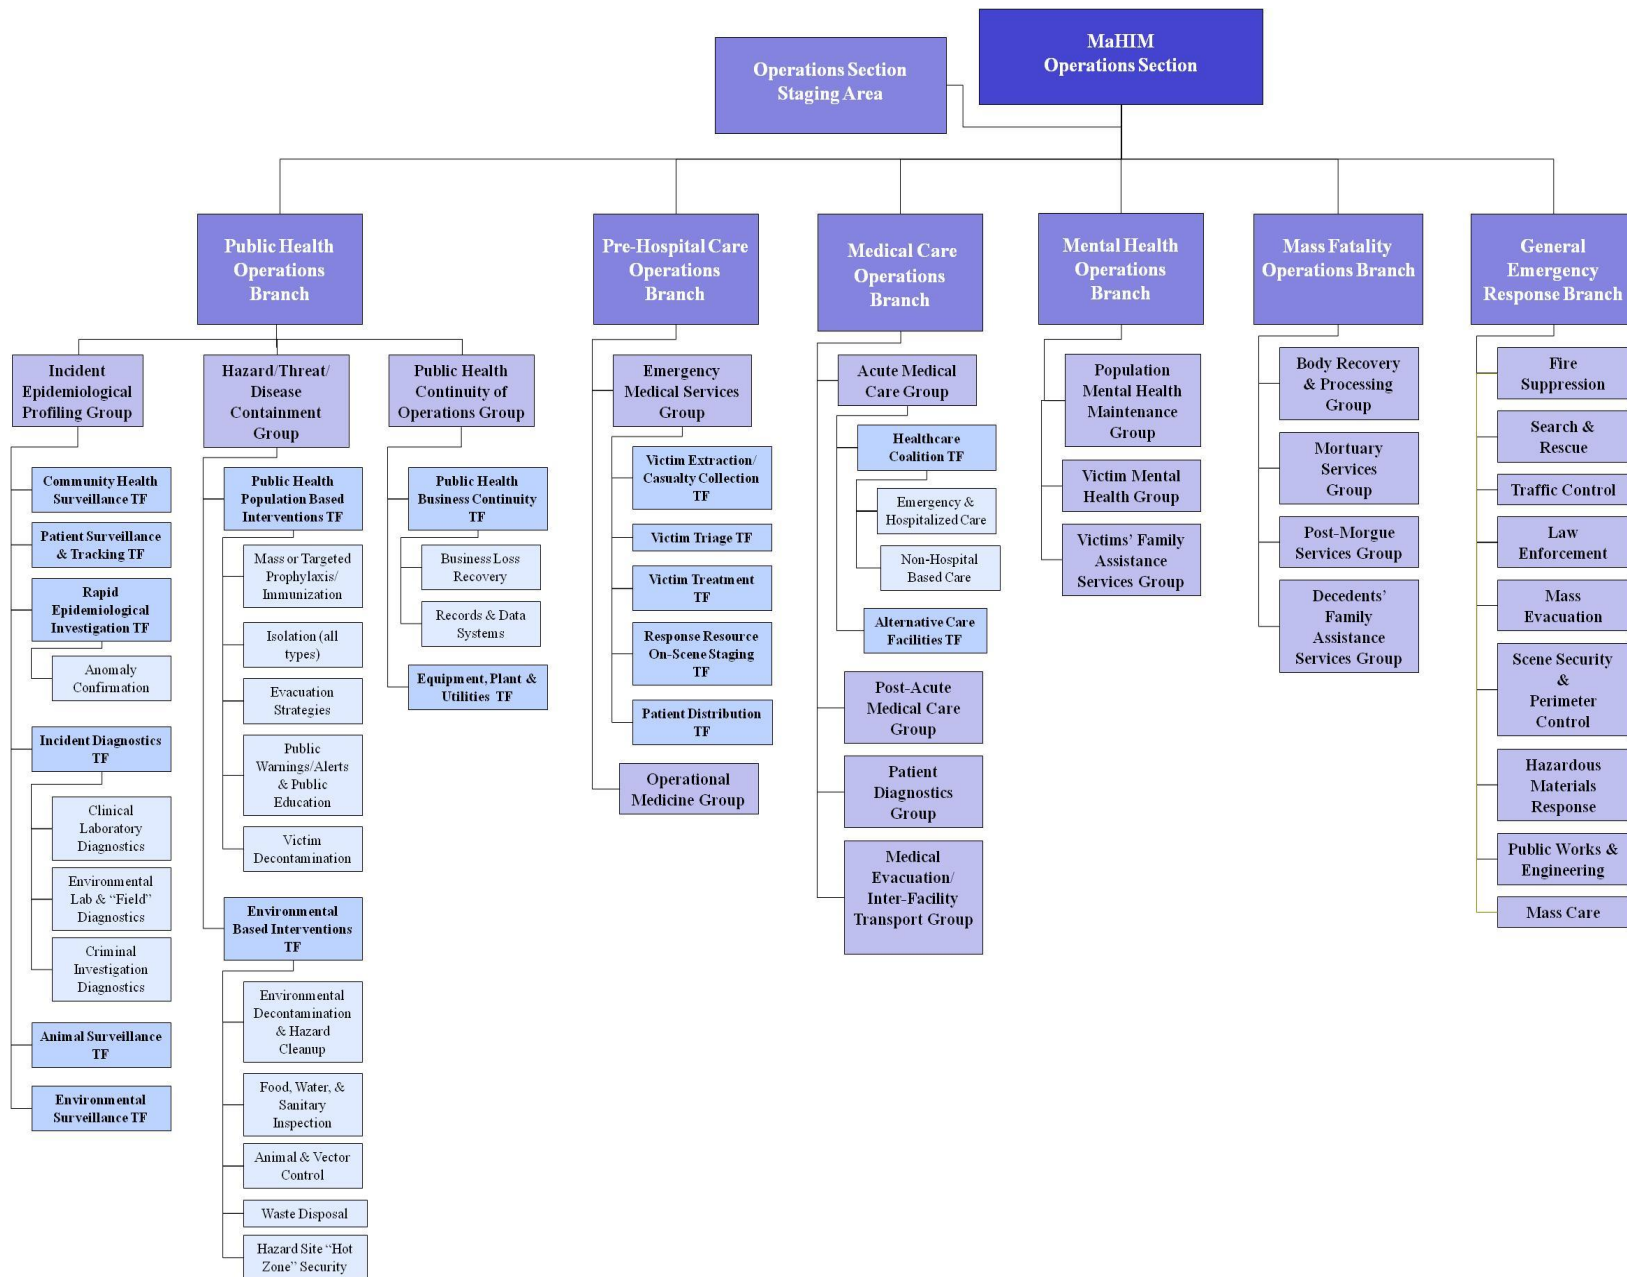 MaHIM
Operations Section
Operations Section
Staging Area
Public Health
Operations
Branch
Pre-Hospital Care
Operations
Branch
Medical Care
Operations
Branch
Mental Health
Operations
Branch
Mass Fatality
Operations Branch
General
Emergency
Response Branch
Incident
Epidemiological
Profiling Group
Community Health
Surveillance TF
Patient Surveillance
& Tracking TF
Rapid
Epidemiological
Investigation TF
Anomaly
Confirmation
Incident Diagnostics
TF
Clinical
Laboratory
Diagnostics
Environmental
Lab & “Field”
Diagnostics
Criminal
Investigation
Diagnostics
Animal Surveillance
TF
Environmental
Surveillance TF
Hazard/Threat/
Disease
Containment
Group
Public Health
Population Based
Interventions TF
Mass or Targeted
Prophylaxis/
Immunization
Isolation (all
types)
Evacuation
Strategies
Public
Warnings/Alerts
& Public
Education
Victim
Decontamination
Environmental
Based Interventions
TF
Environmental
Decontamination
& Hazard
Cleanup
Food, Water, &
Sanitary
Inspection
Animal & Vector
Control
Waste Disposal
Hazard Site “Hot
Zone” Security
Public Health
Continuity of
Operations Group
Public Health
Business Continuity
TF
Business Loss
Recovery
Records & Data
Systems
Equipment, Plant &
Utilities TF
Emergency
Medical Services
Group
Victim Extraction/
Casualty Collection
TF
Victim Triage TF
Victim Treatment
TF
Response Resource
On-Scene Staging
TF
Patient Distribution
TF
Operational
Medicine Group
Acute Medical
Care Group
Healthcare
Coalition TF
Emergency &
Hospitalized Care
Non-Hospital
Based Care
Alternative Care
Facilities TF
Post-Acute
Medical Care
Group
Patient
Diagnostics
Group
Medical
Evacuation/
Inter-Facility
Transport Group
Population
Mental Health
Maintenance
Group
Victim Mental
Health Group
Victims’ Family
Assistance
Services Group
Body Recovery
& Processing
Group
Mortuary
Services
Group
Post-Morgue
Services Group
Decedents’
Family
Assistance
Services Group
Fire
Suppression
Search &
Rescue
Traffic Control
Law
Enforcement
Mass
Evacuation
Scene Security
&
Perimeter
Control
Hazardous
Materials
Response
Public Works &
Engineering
Mass Care